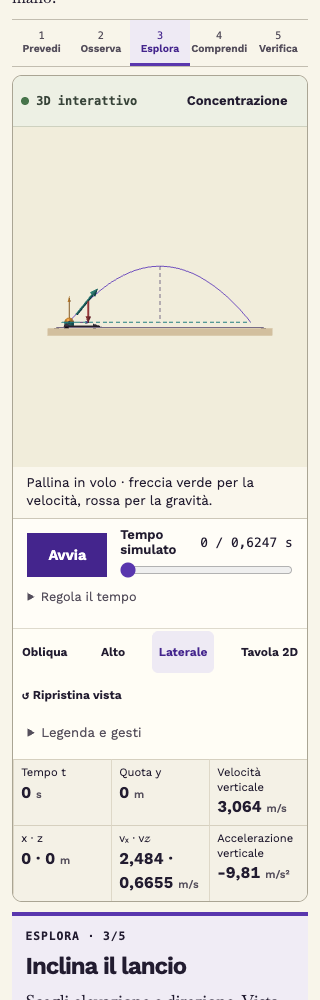 1 2 3 4 5
Prevedi Osserva Esplora Comprendi Verifica
3D interattivo Concentrazione
Pallina in volo · freccia verde per la
velocità, rossa per la gravità.
Avvia
Tempo
simulato
0 / 0,6247 s
▶ Regola il tempo
Obliqua Alto Laterale Tavola 2D
↺ Ripristina vista
▶ Legenda e gesti
Tempo t
0 s
Quota y
0 m
Velocità
verticale
3,064 m/s
x · z
0 · 0 m
vₓ · v𝓏
2,484 ·
0,6655 m/s
Accelerazione
verticale
-9,81 m/s²
ESPLORA · 3/5
Inclina il lancio